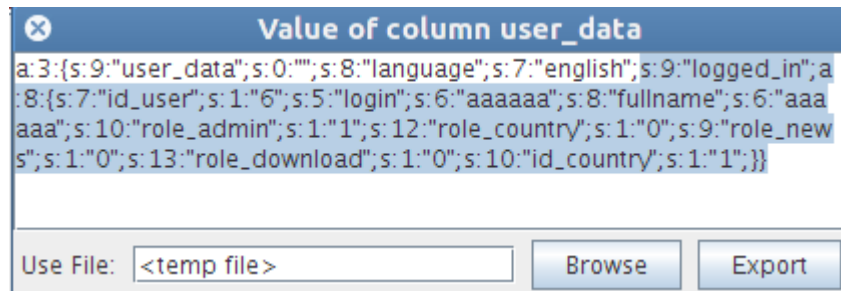 Value of column user_data
a:3:{s:9:"user_data";s:0:"";s:8:"language";s:7:"english";s:9:"logged_in";a
:8:{s:7:"id_user";s:1:"6";s:5:"login";s:6:"aaaaaa";s:8:"fullname";s:6:"aaa
aaa";s:10:"role_admin";s:1:"1";s:12:"role_country";s:1:"0";s:9:"role_new
s";s:1:"0";s:13:"role_download";s:1:"0";s:10:"id_country";s:1:"1";}}
Use File: <temp file> Browse Export